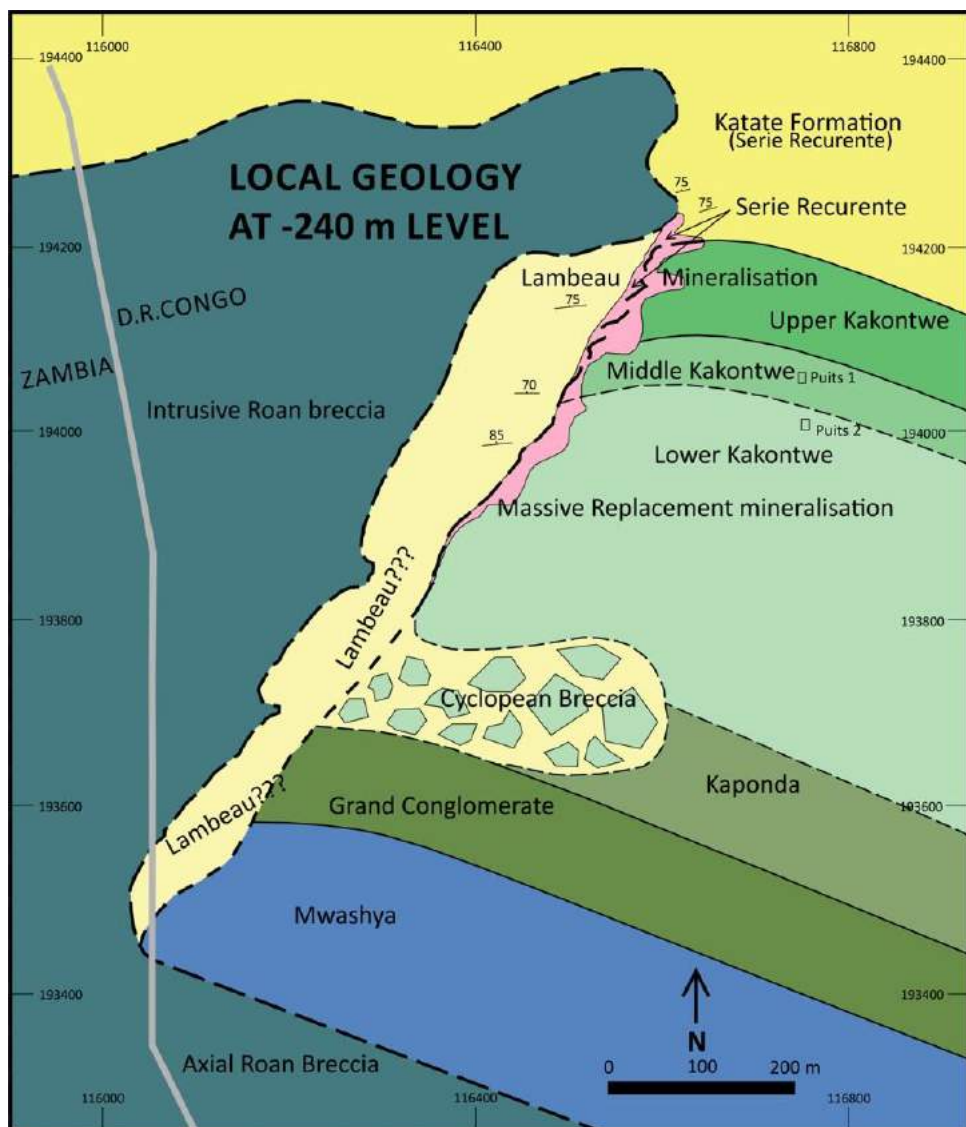 116000
116400
116800
194400
194400
Katate Formation
(Serie Recurente)
LOCAL GEOLOGY
AT -240 m LEVEL
75
75
Serie Recurente
194200
194200
Lambeau
Mineralisation
75
Upper Kakontwe
D.R.CONGO
ZAMBIA
Middle Kakontwe
Puits 1
70
Intrusive Roan breccia
194000
194000
Puits 2
85
Lower Kakontwe
Massive Replacement mineralisation
Lambeau???
193800
193800
Cyclopean Breccia
Kaponda
Lambeau???
Grand Conglomerate
193600
193600
Mwashya
193400
193400
N
Axial Roan Breccia
0 100 200 m
116000
116400
116800